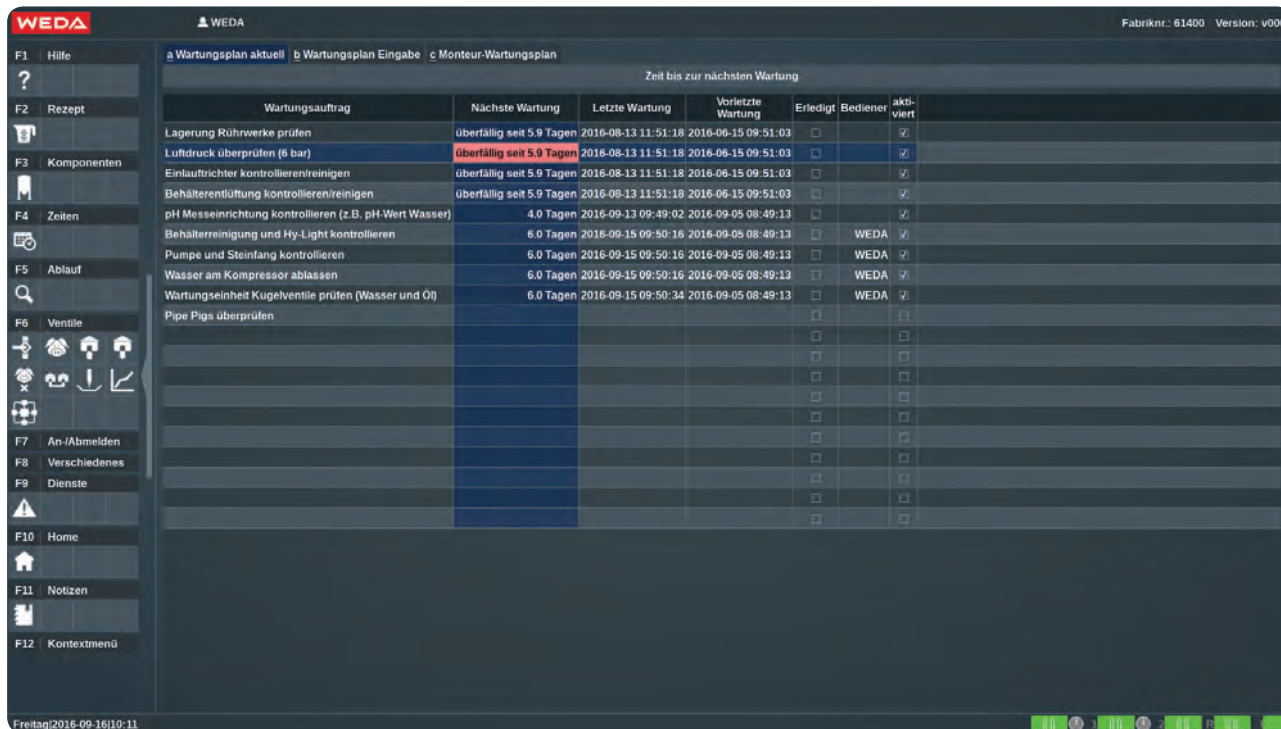 WEDA
WEDA
Fabriknr.: 61400 Version: v00
F1 Hilfe
?
F2 Rezept
F3 Komponenten
F4 Zeiten
F5 Ablauf
F6 Ventile
F7 An-/Abmelden
F8 Verschiedenes
F9 Dienste
F10 Home
F11 Notizen
F12 Kontextmenü
a Wartungsplan aktuell b Wartungsplan Eingabe c Monteur-Wartungsplan
Zeit bis zur nächsten Wartung
Wartungsauftrag Nächste Wartung Letzte Wartung Vorletzte Wartung Erledigt Bediener akti-viert
Lagerung Rührwerke prüfen überfällig seit 5.9 Tagen 2016-08-13 11:51:18 2016-06-15 09:51:03
Luftdruck überprüfen (6 bar) überfällig seit 5.9 Tagen 2016-08-13 11:51:18 2016-06-15 09:51:03
Einlauftrichter kontrollieren/reinigen überfällig seit 5.9 Tagen 2016-08-13 11:51:18 2016-06-15 09:51:03
Behälterentlüftung kontrollieren/reinigen überfällig seit 5.9 Tagen 2016-08-13 11:51:18 2016-06-15 09:51:03
pH Messeinrichtung kontrollieren (z.B. pH-Wert Wasser) 4.0 Tagen 2016-09-13 09:49:02 2016-09-05 08:49:13
Behälterreinigung und Hy-Light kontrollieren 6.0 Tagen 2016-09-15 09:50:16 2016-09-05 08:49:13 WEDA
Pumpe und Steinfang kontrollieren 6.0 Tagen 2016-09-15 09:50:16 2016-09-05 08:49:13 WEDA
Wasser am Kompressor ablassen 6.0 Tagen 2016-09-15 09:50:16 2016-09-05 08:49:13 WEDA
Wartungseinheit Kugelventile prüfen (Wasser und Öl) 6.0 Tagen 2016-09-15 09:50:34 2016-09-05 08:49:13 WEDA
Pipe Pigs überprüfen
Freitag|2016-09-16|10:11
1 2 R